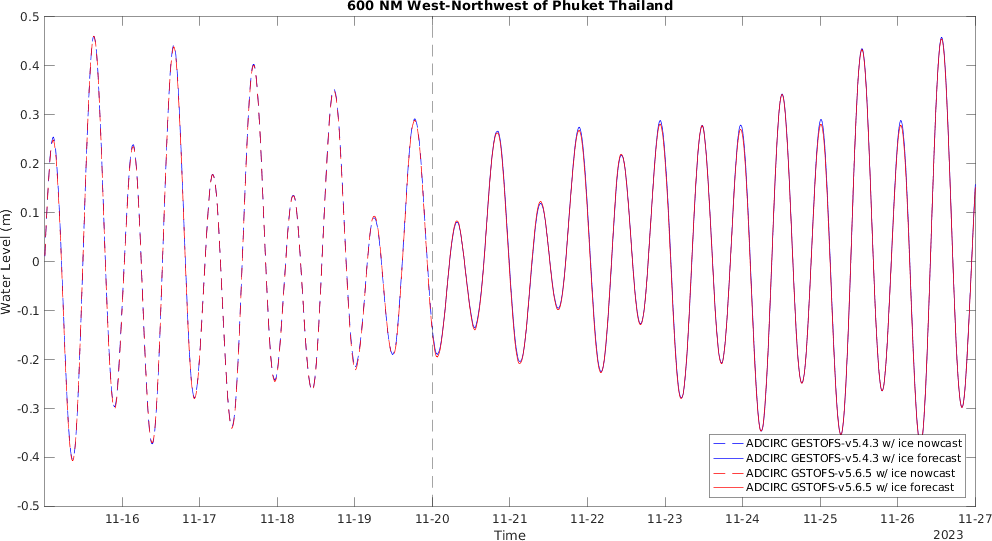 600 NM West-Northwest of Phuket Thailand
0.5
0.4
0.3
0.2
0.1
0
-0.1
-0.2
-0.3
-0.4
-0.5
Water Level (m)
ADCIRC GESTOFS-v5.4.3 w/ ice nowcast
ADCIRC GESTOFS-v5.4.3 w/ ice forecast
ADCIRC GSTOFS-v5.6.5 w/ ice nowcast
ADCIRC GSTOFS-v5.6.5 w/ ice forecast
11-16 11-17 11-18 11-19 11-20 11-21 11-22 11-23 11-24 11-25 11-26 11-27
Time
2023